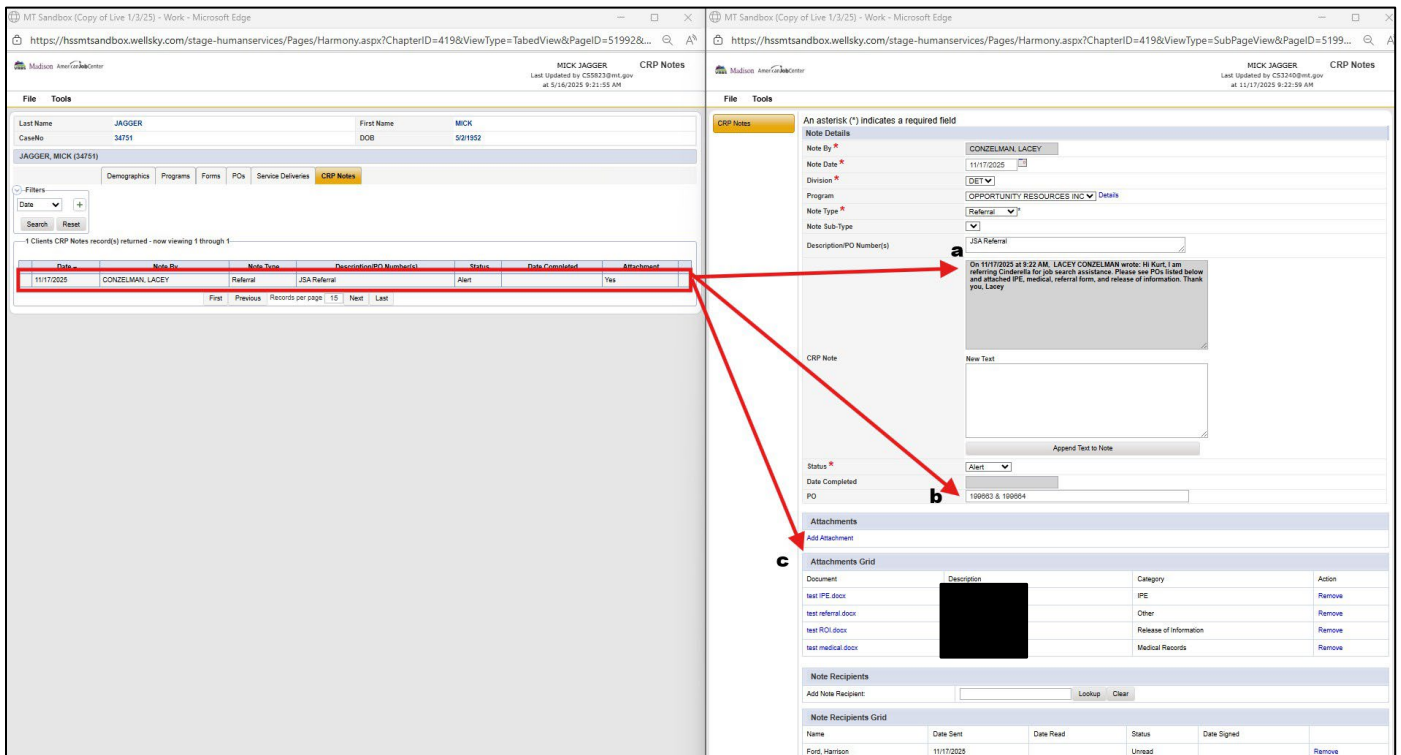 MT Sandbox (Copy of Live 1/3/25) - Work - Microsoft Edge
https://hssmtsandbox.wellsky.com/stage-humanservices/Pages/Harmony.aspx?ChapterID=419&ViewType=TabedView&PageID=51992&...
Madison AmericanJobCenter
MICK JAGGER CRP Notes
Last Updated by CS5823@mt.gov
at 5/16/2025 9:21:55 AM
File Tools
Last Name JAGGER First Name MICK
CaseNo 34751 DOB 5/2/1952
JAGGER, MICK (34751)
Demographics Programs Forms POs Service Deliveries CRP Notes
Filters
Date +
Search Reset
1 Clients CRP Notes record(s) returned - now viewing 1 through 1
Date Note By Note Type Description/PO Number(s) Status Date Completed Attachment
11/17/2025 CONZELMAN, LACEY Referral JSA Referral Alert Yes
First Previous Records per page 15 Next Last
MT Sandbox (Copy of Live 1/3/25) - Work - Microsoft Edge
https://hssmtsandbox.wellsky.com/stage-humanservices/Pages/Harmony.aspx?ChapterID=419&ViewType=SubPageView&PageID=5199...
Madison AmericanJobCenter
MICK JAGGER CRP Notes
Last Updated by CS3240@mt.gov
at 11/17/2025 9:22:59 AM
File Tools
CRP Notes
An asterisk (*) indicates a required field
Note Details
Note By * CONZELMAN, LACEY
Note Date * 11/17/2025
Division * DET
Program OPPORTUNITY RESOURCES INC Details
Note Type * Referral *
Note Sub-Type
Description/PO Number(s) JSA Referral
a
On 11/17/2025 at 9:22 AM, LACEY CONZELMAN wrote: Hi Kurt, I am
referring Cinderella for job search assistance. Please see POs listed below
and attached IPE, medical, referral form, and release of information. Thank
you, Lacey
CRP Note New Text
Append Text to Note
Status * Alert
Date Completed
b
PO 199663 & 199664
Attachments
Add Attachment
c
Attachments Grid
Document Description Category Action
test IPE.docx IPE Remove
test referral.docx Other Remove
test ROI.docx Release of Information Remove
test medical.docx Medical Records Remove
Note Recipients
Add Note Recipient: Lookup Clear
Note Recipients Grid
Name Date Sent Date Read Status Date Signed
Ford, Harrison 11/17/2025 Unread Remove